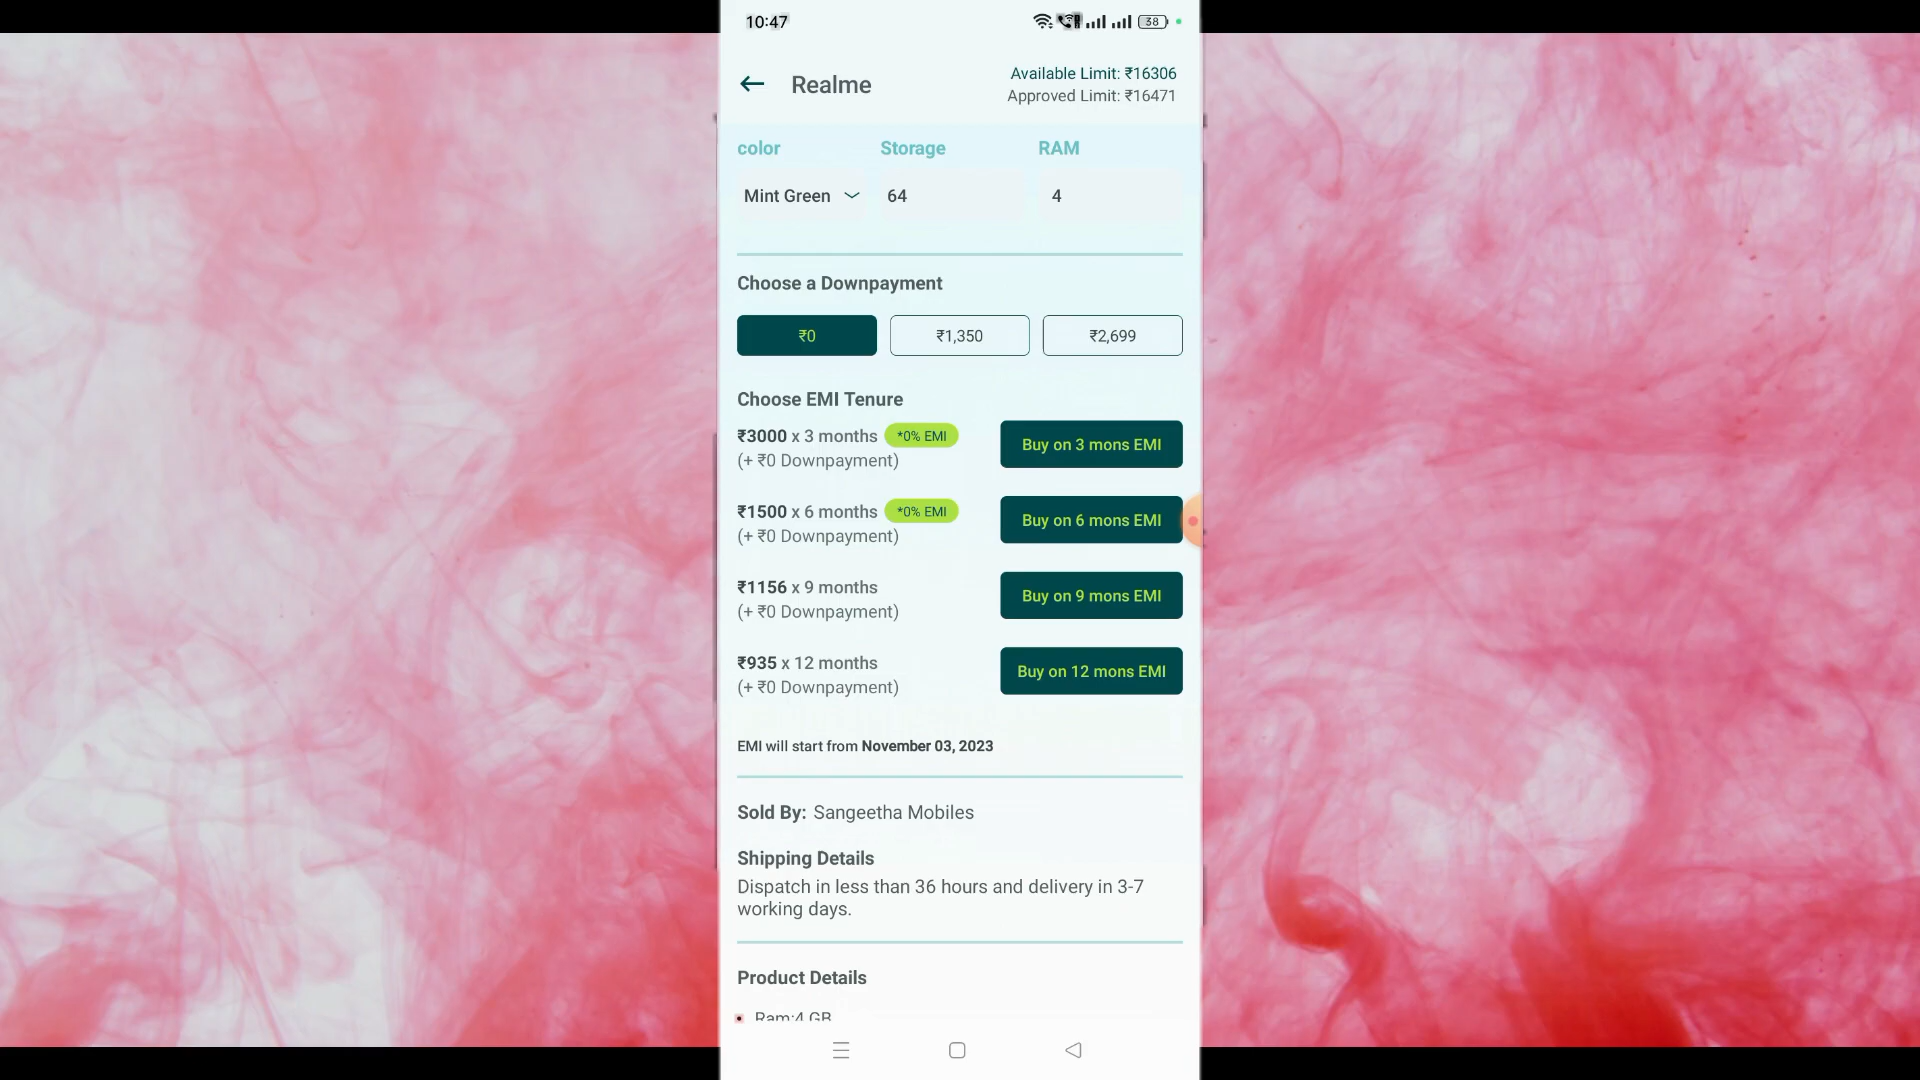 10:47
38
Realme
Available Limit: ₹16306
Approved Limit: ₹16471
color Storage RAM
Mint Green 64 4
Choose a Downpayment
₹0 ₹1,350 ₹2,699
Choose EMI Tenure
₹3000 x 3 months *0% EMI
(+ ₹0 Downpayment)
Buy on 3 mons EMI
₹1500 x 6 months *0% EMI
(+ ₹0 Downpayment)
Buy on 6 mons EMI
₹1156 x 9 months
(+ ₹0 Downpayment)
Buy on 9 mons EMI
₹935 x 12 months
(+ ₹0 Downpayment)
Buy on 12 mons EMI
EMI will start from November 03, 2023
Sold By: Sangeetha Mobiles
Shipping Details
Dispatch in less than 36 hours and delivery in 3-7
working days.
Product Details
Ram:4 GB